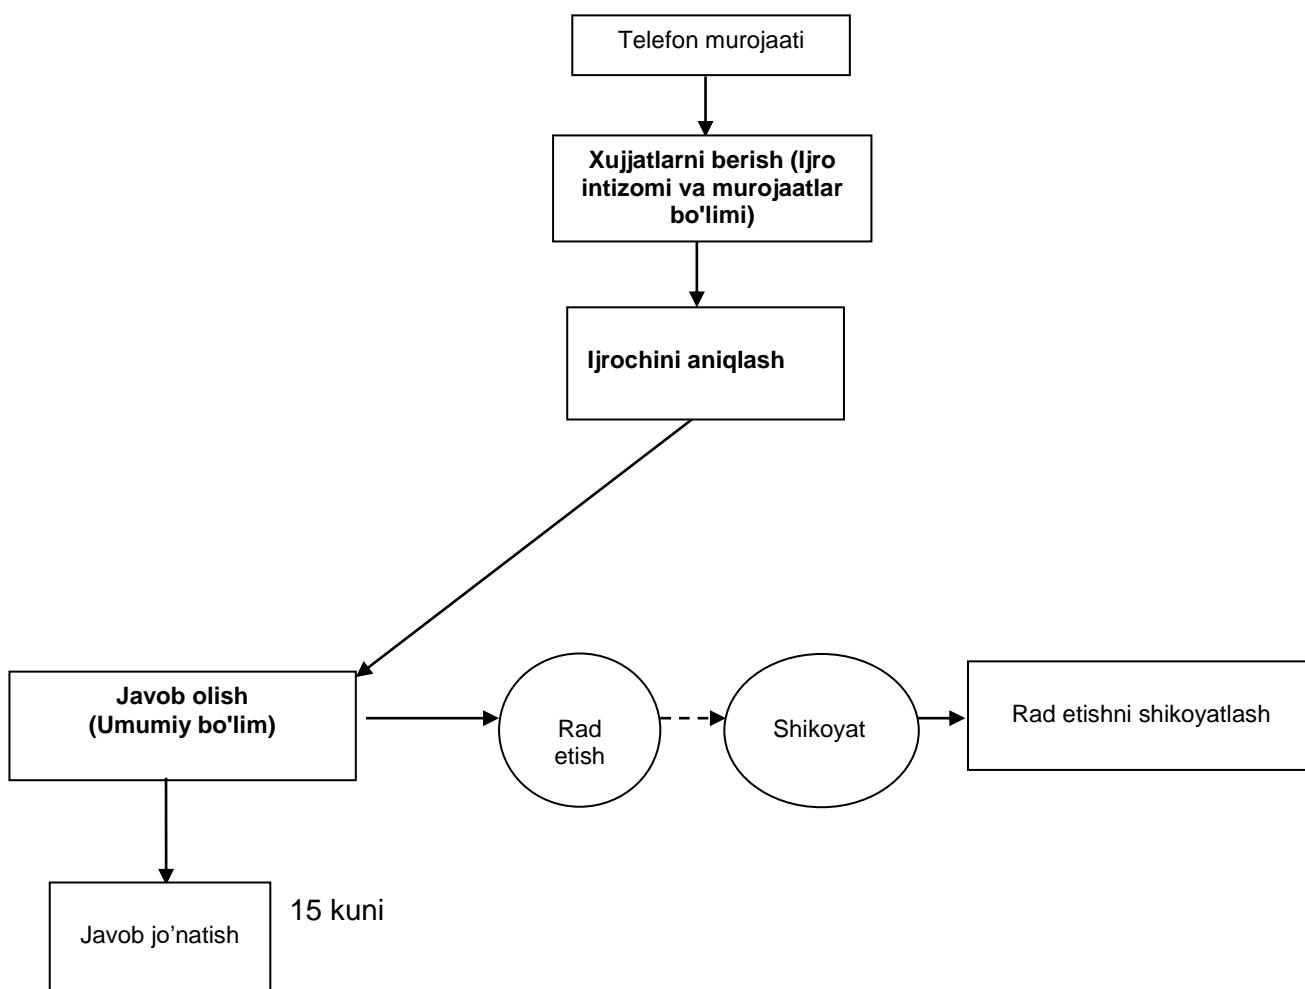 Telefon murojaati
Xujjatlarni berish (Ijro
intizomi va murojaatlar
bo'limi)
Ijrochini aniqlash
Javob olish
(Umumiy bo'lim)
Rad
etish
Shikoyat
Rad etishni shikoyatlash
Javob jo’natish
15 kuni